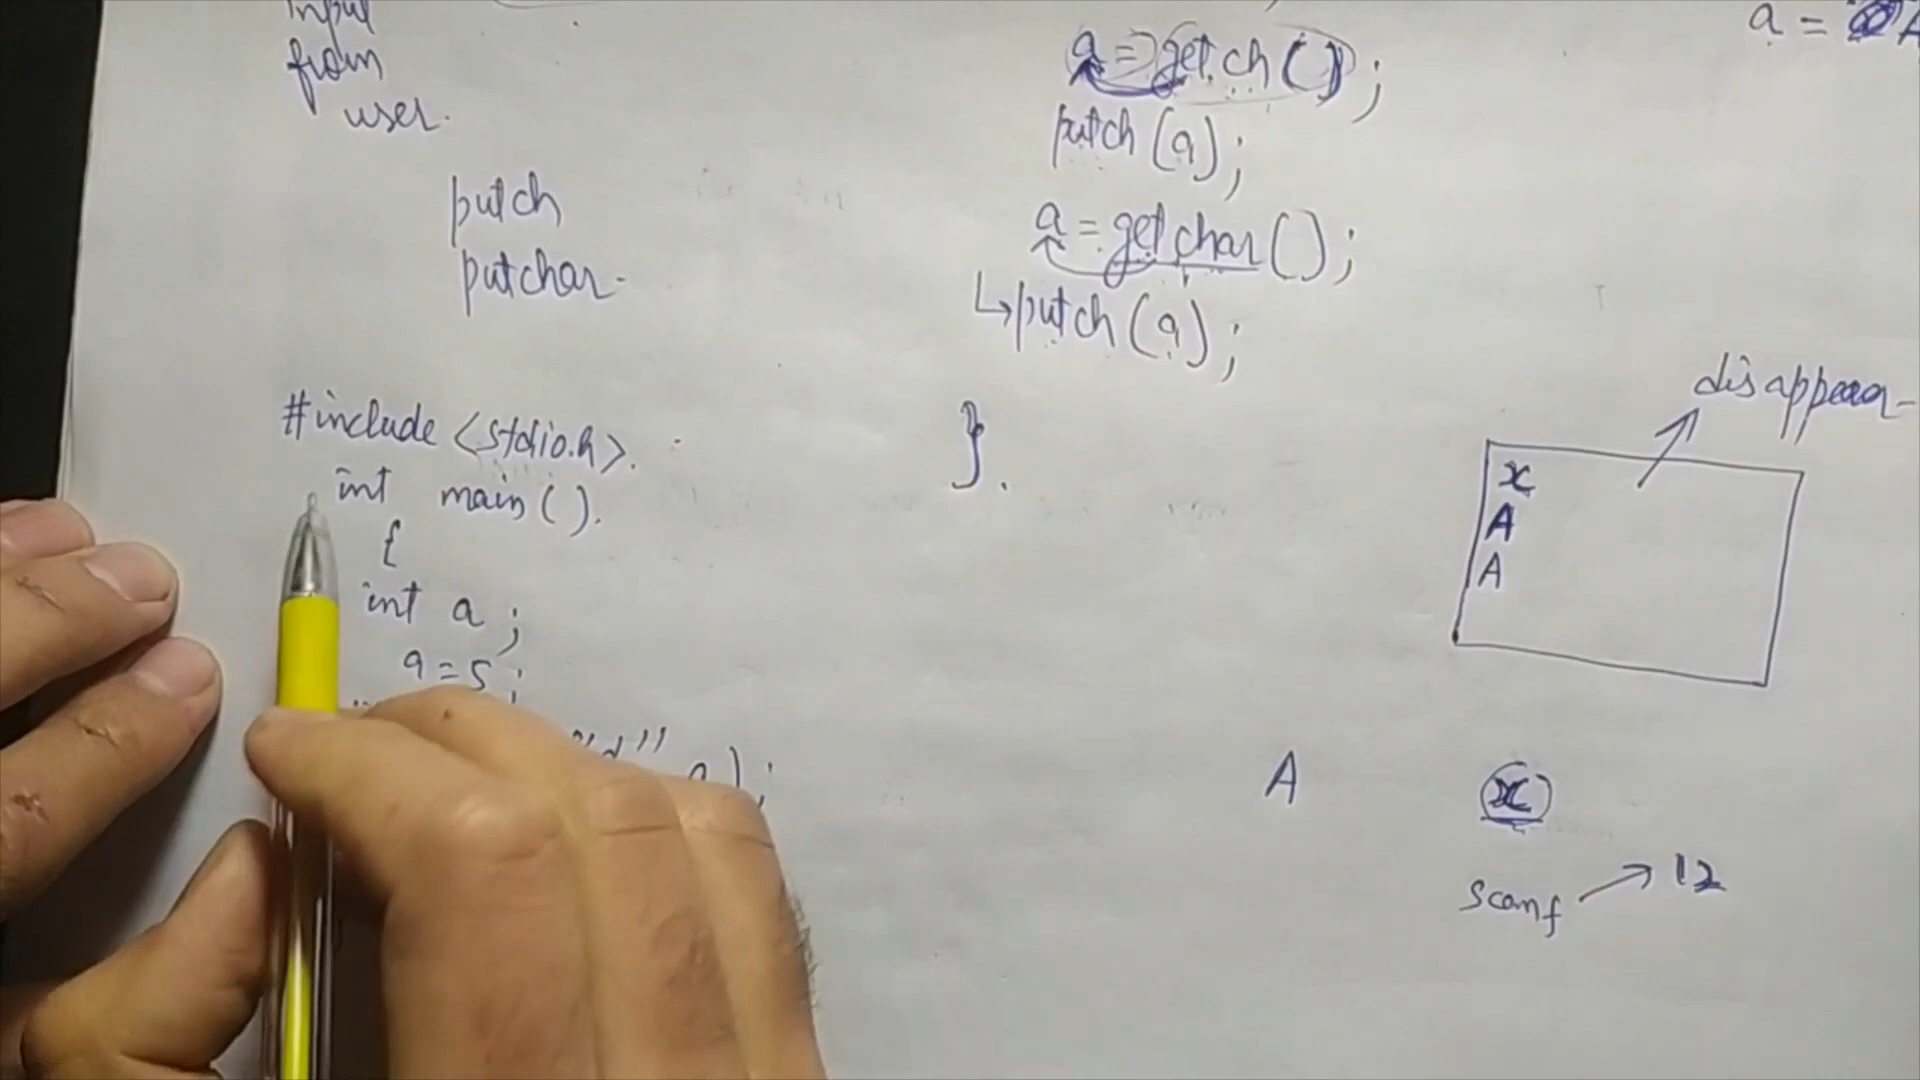 input
from
user.
putch
putchar.
#include <stdio.h>.
int main().
{
int a ;
a = 5 ;
"%d" a);
a = getch();
putch(a);
a = getchar();
↳ putch(a);
}.
a = A
disappear
x
A
A
A
x
scanf → 12